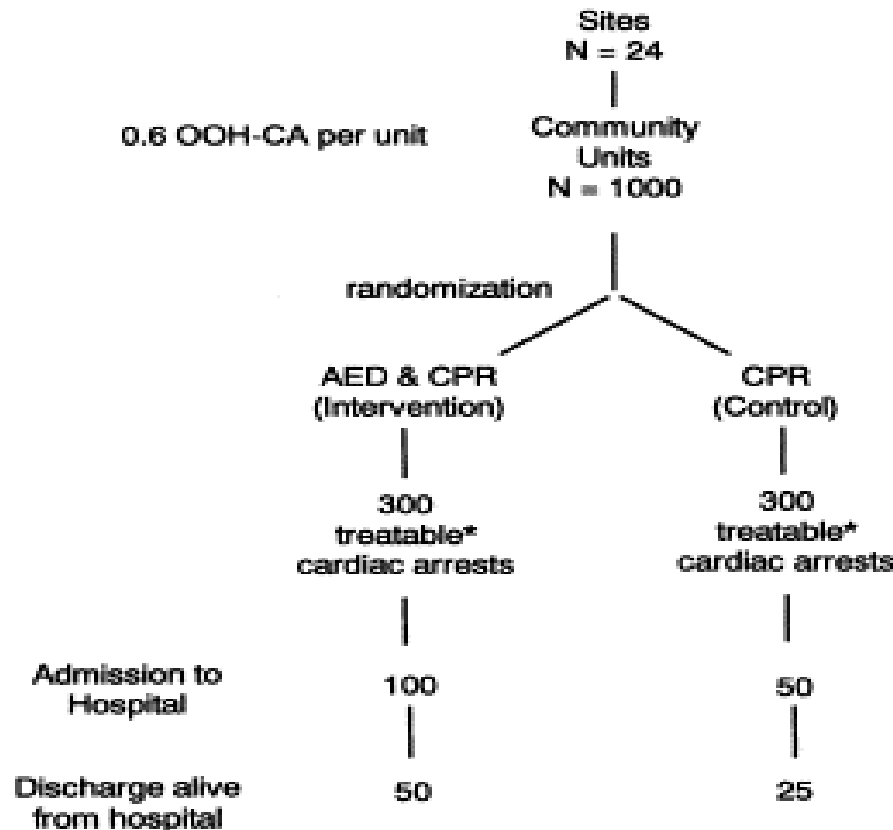 Sites
N = 24
0.6 OOH-CA per unit
Community
Units
N = 1000
randomization
AED & CPR
(Intervention)
CPR
(Control)
300
treatable*
cardiac arrests
300
treatable*
cardiac arrests
Admission to
Hospital
100
50
Discharge alive
from hospital
50
25